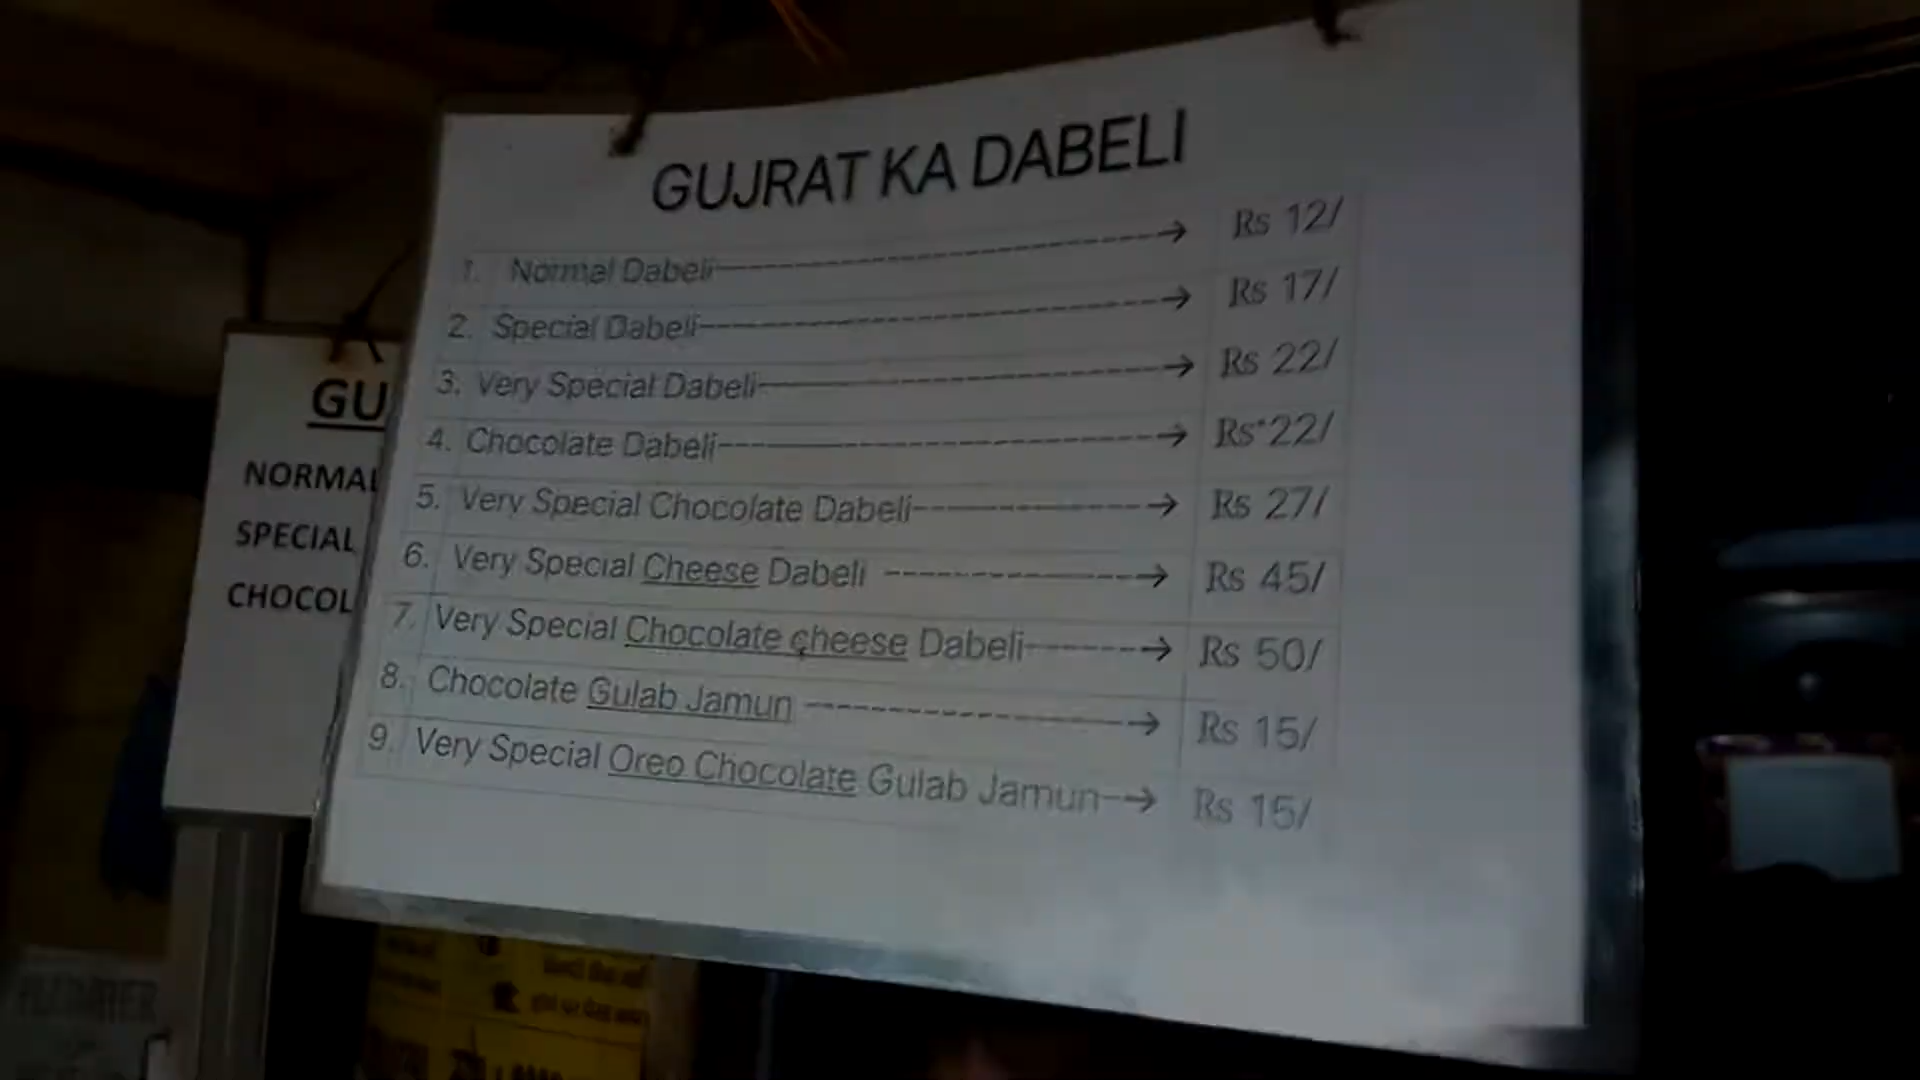 GUJRAT KA DABELI
1. Normal Dabeli--------→ Rs 12/
2. Special Dabeli--------→ Rs 17/
3. Very Special Dabeli--------→ Rs 22/
4. Chocolate Dabeli--------→ Rs 22/
5. Very Special Chocolate Dabeli--------→ Rs 27/
6. Very Special Cheese Dabeli --------→ Rs 45/
7. Very Special Chocolate cheese Dabeli------→ Rs 50/
8. Chocolate Gulab Jamun --------→ Rs 15/
9. Very Special Oreo Chocolate Gulab Jamun--→ Rs 15/
GU
NORMAL
SPECIAL
CHOCOL